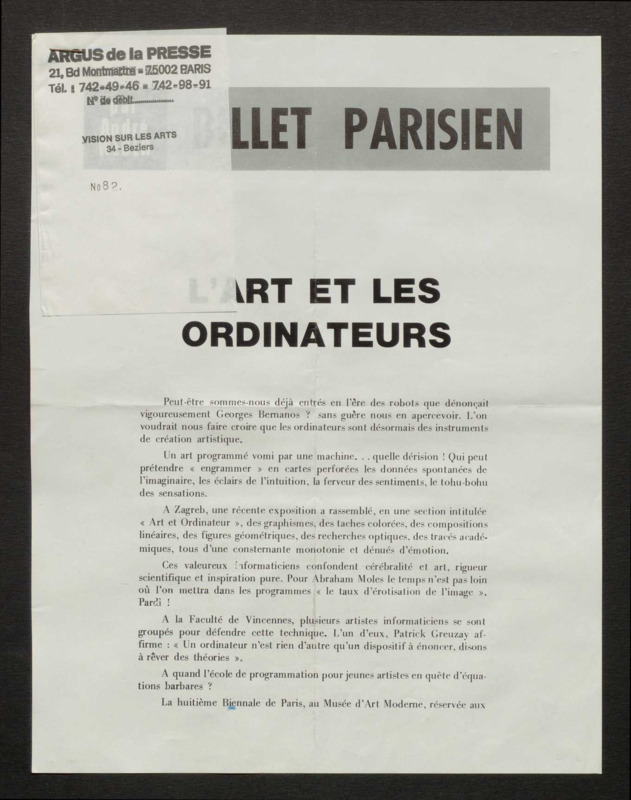 ARGUS de la PRESSE
21, Bd Montmartre - 75002 PARIS
Tél. : 742-49-46 - 742-98-91
N° de débit
VISION SUR LES ARTS
34 - Beziers
No82.
BILLET PARISIEN
L'ART ET LES
ORDINATEURS
Peut-être sommes-nous déjà entrés en l'ère des robots que dénonçait
vigoureusement Georges Bernanos ? sans guère nous en apercevoir. L'on
voudrait nous faire croire que les ordinateurs sont désormais des instruments
de création artistique.
Un art programmé vomi par une machine. . . quelle dérision ! Qui peut
prétendre « engrammer » en cartes perforées les données spontanées de
l'imaginaire, les éclairs de l'intuition, la ferveur des sentiments, le tohu-bohu
des sensations.
A Zagreb, une récente exposition a rassemblé, en une section intitulée
« Art et Ordinateur », des graphismes, des taches colorées, des compositions
linéaires, des figures géométriques, des recherches optiques, des tracés acadé-
miques, tous d'une consternante monotonie et dénués d'émotion.
Ces valeureux informaticiens confondent cérébralité et art, rigueur
scientifique et inspiration pure. Pour Abraham Moles le temps n'est pas loin
où l'on mettra dans les programmes « le taux d'érotisation de l'image ».
Pardi !
A la Faculté de Vincennes, plusieurs artistes informaticiens se sont
groupés pour défendre cette technique. L'un d'eux, Patrick Greuzay af-
firme : « Un ordinateur n'est rien d'autre qu'un dispositif à énoncer, disons
à rêver des théories ».
A quand l'école de programmation pour jeunes artistes en quête d'équa-
tions barbares ?
La huitième Biennale de Paris, au Musée d'Art Moderne, réservée aux